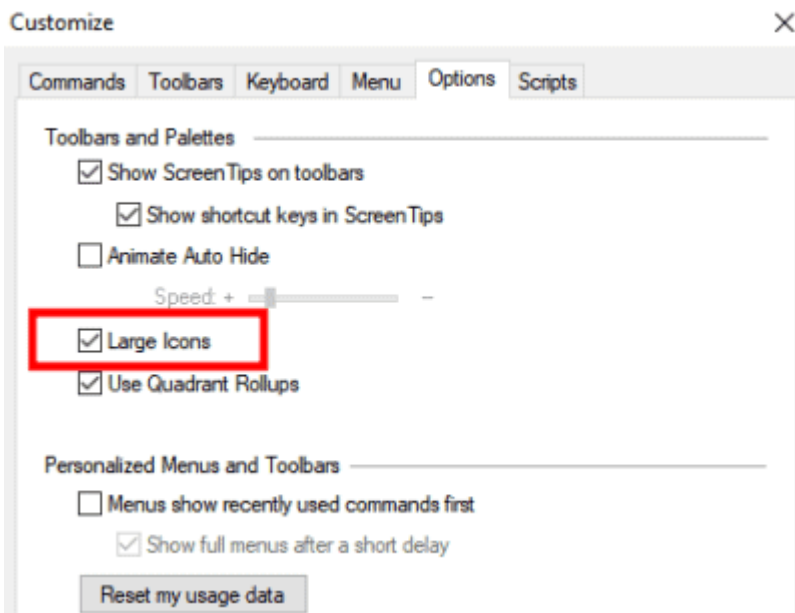 Customize
Commands Toolbars Keyboard Menu Options Scripts
Toolbars and Palettes
Show ScreenTips on toolbars
Show shortcut keys in ScreenTips
Animate Auto Hide
Speed: + –
Large Icons
Use Quadrant Rollups
Personalized Menus and Toolbars
Menus show recently used commands first
Show full menus after a short delay
Reset my usage data